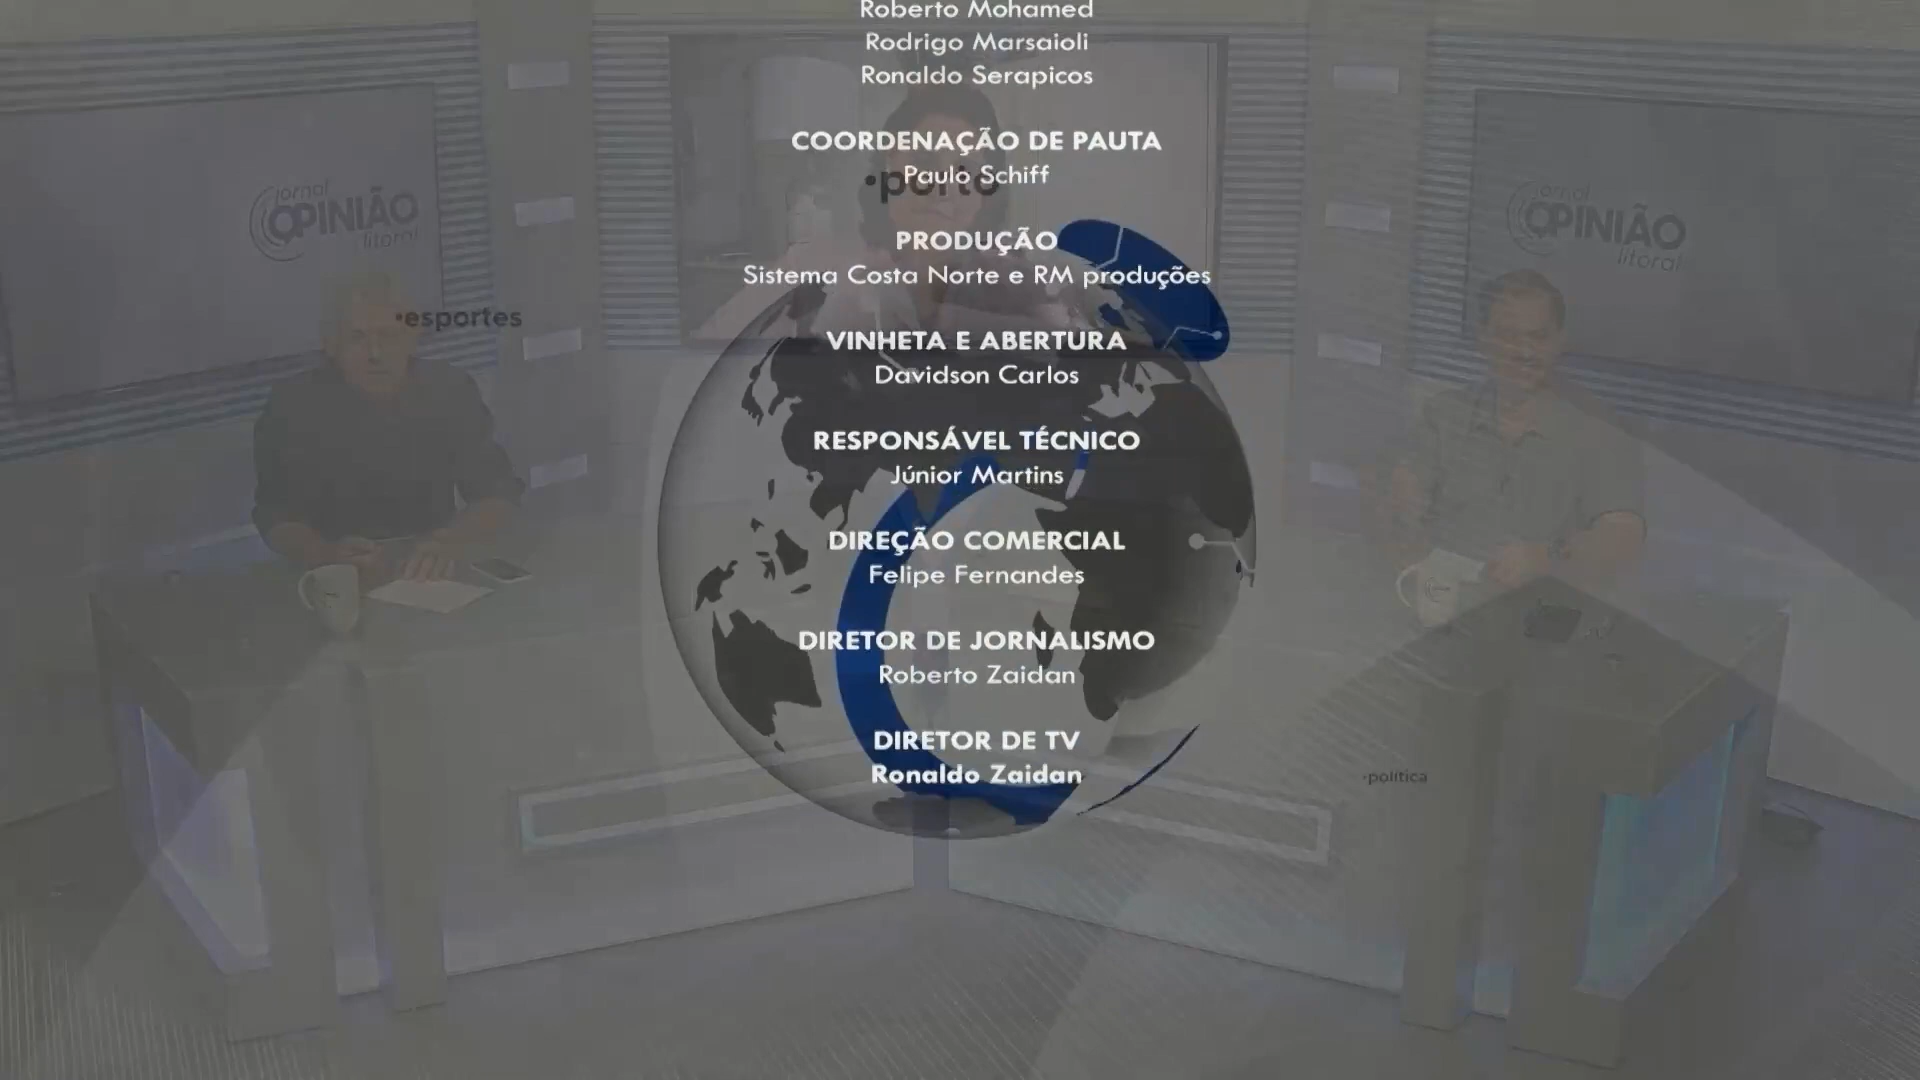 Roberto Mohamed
Rodrigo Marsaioli
Ronaldo Serapicos
COORDENAÇÃO DE PAUTA
Paulo Schiff
•porto
PRODUÇÃO
Sistema Costa Norte e RM produções
VINHETA E ABERTURA
Davidson Carlos
RESPONSÁVEL TÉCNICO
Júnior Martins
DIREÇÃO COMERCIAL
Felipe Fernandes
DIRETOR DE JORNALISMO
Roberto Zaidan
DIRETOR DE TV
Ronaldo Zaidan
jornal
OPINIÃO
litoral
•esportes
jornal
OPINIÃO
litoral
•política